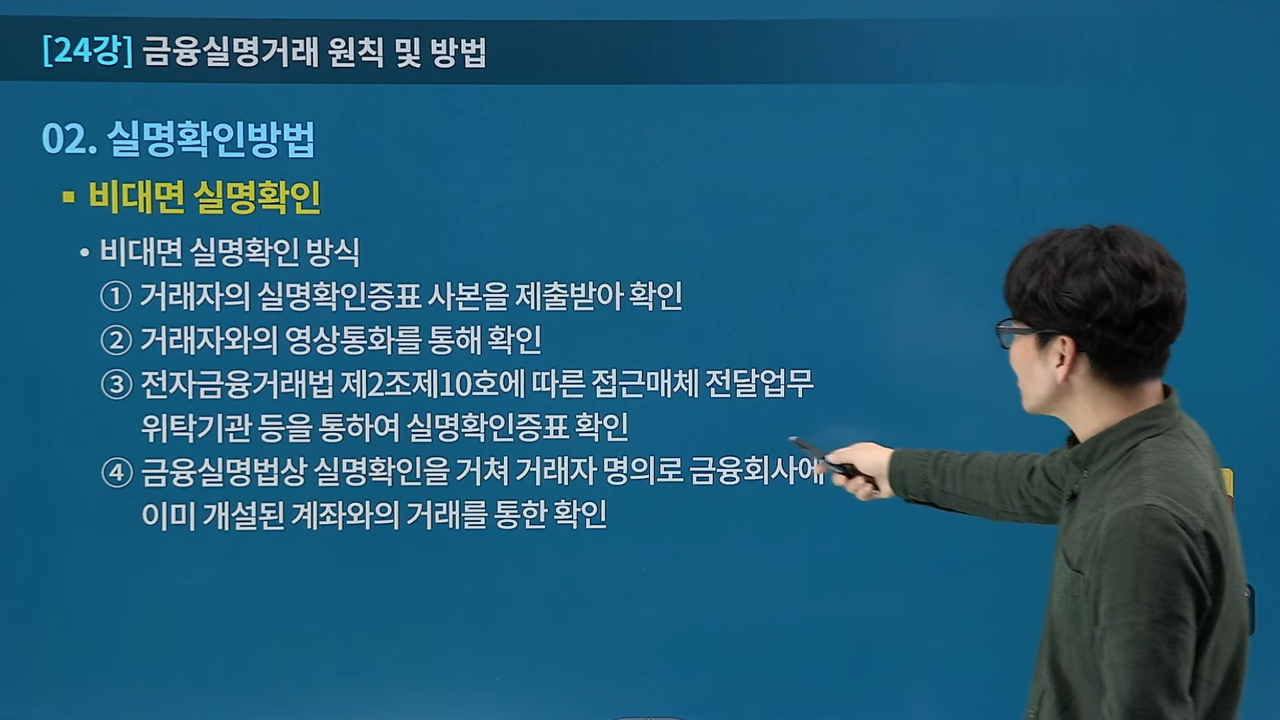 [24강] 금융실명거래 원칙 및 방법
02. 실명확인방법
▪ 비대면 실명확인
• 비대면 실명확인 방식
① 거래자의 실명확인증표 사본을 제출받아 확인
② 거래자와의 영상통화를 통해 확인
③ 전자금융거래법 제2조제10호에 따른 접근매체 전달업무
위탁기관 등을 통하여 실명확인증표 확인
④ 금융실명법상 실명확인을 거쳐 거래자 명의로 금융회사에
이미 개설된 계좌와의 거래를 통한 확인